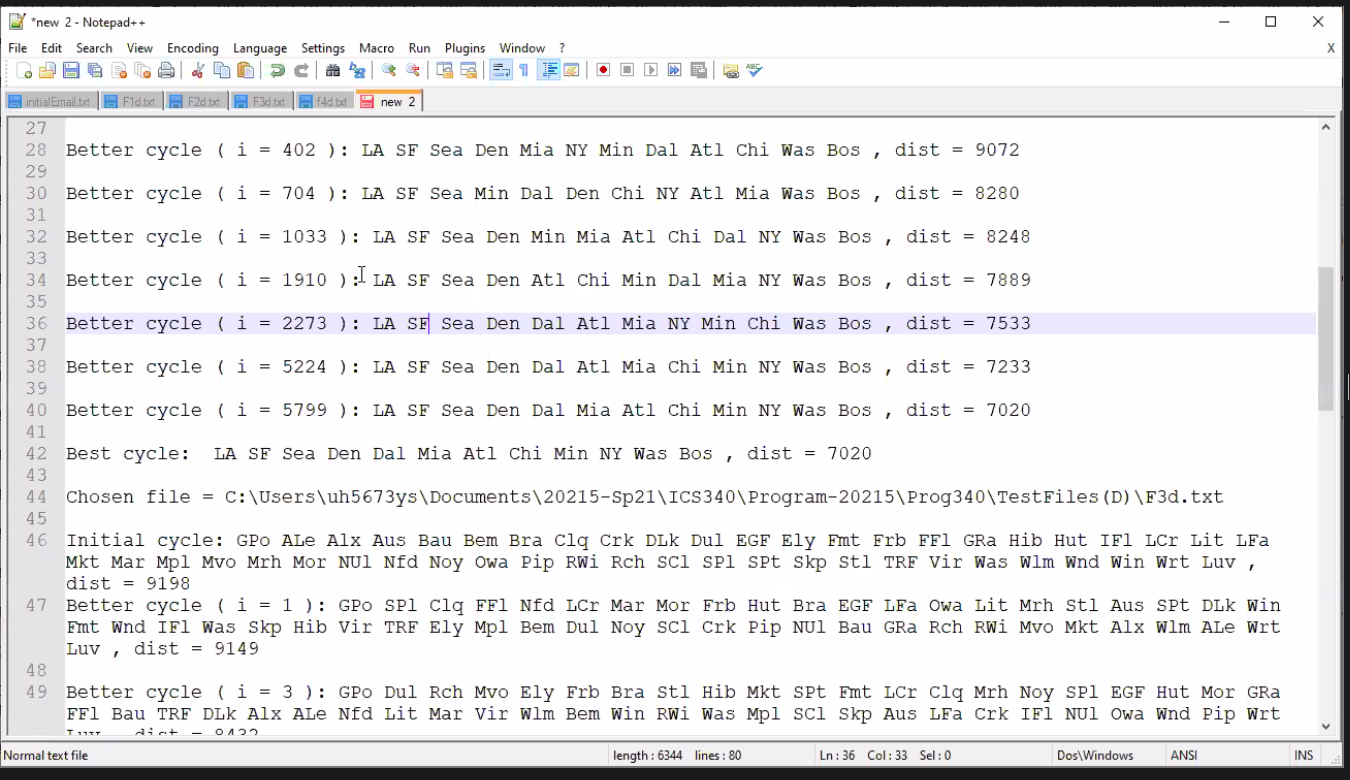 *new 2 - Notepad++
File Edit Search View Encoding Language Settings Macro Run Plugins Window ? X
initialEmail.txt F1d.txt F2d.txt F3d.txt f4d.txt new 2
27
28 Better cycle ( i = 402 ): LA SF Sea Den Mia NY Min Dal Atl Chi Was Bos , dist = 9072
29
30 Better cycle ( i = 704 ): LA SF Sea Min Dal Den Chi NY Atl Mia Was Bos , dist = 8280
31
32 Better cycle ( i = 1033 ): LA SF Sea Den Min Mia Atl Chi Dal NY Was Bos , dist = 8248
33
34 Better cycle ( i = 1910 ): LA SF Sea Den Atl Chi Min Dal Mia NY Was Bos , dist = 7889
35
36 Better cycle ( i = 2273 ): LA SF Sea Den Dal Atl Mia NY Min Chi Was Bos , dist = 7533
37
38 Better cycle ( i = 5224 ): LA SF Sea Den Dal Atl Mia Chi Min NY Was Bos , dist = 7233
39
40 Better cycle ( i = 5799 ): LA SF Sea Den Dal Mia Atl Chi Min NY Was Bos , dist = 7020
41
42 Best cycle: LA SF Sea Den Dal Mia Atl Chi Min NY Was Bos , dist = 7020
43
44 Chosen file = C:\Users\uh5673ys\Documents\20215-Sp21\ICS340\Program-20215\Prog340\TestFiles(D)\F3d.txt
45
46 Initial cycle: GPo ALe Alx Aus Bau Bem Bra Clq Crk DLk Dul EGF Ely Fmt Frb FFl GRa Hib Hut IFl LCr Lit LFa
Mkt Mar Mpl Mvo Mrh Mor NUl Nfd Noy Owa Pip RWi Rch SCl SPl SPt Skp Stl TRF Vir Was Wlm Wnd Win Wrt Luv ,
dist = 9198
47 Better cycle ( i = 1 ): GPo SPl Clq FFl Nfd LCr Mar Mor Frb Hut Bra EGF LFa Owa Lit Mrh Stl Aus SPt DLk Win
Fmt Wnd IFl Was Skp Hib Vir TRF Ely Mpl Bem Dul Noy SCl Crk Pip NUl Bau GRa Rch RWi Mvo Mkt Alx Wlm ALe Wrt
Luv , dist = 9149
48
49 Better cycle ( i = 3 ): GPo Dul Rch Mvo Ely Frb Bra Stl Hib Mkt SPt Fmt LCr Clq Mrh Noy SPl EGF Hut Mor GRa
FFl Bau TRF DLk Alx ALe Nfd Lit Mar Vir Wlm Bem Win RWi Was Mpl SCl Skp Aus LFa Crk IFl NUl Owa Wnd Pip Wrt
Luv , dist = 8432
Normal text file length : 6344 lines : 80 Ln : 36 Col : 33 Sel : 0 Dos\Windows ANSI INS